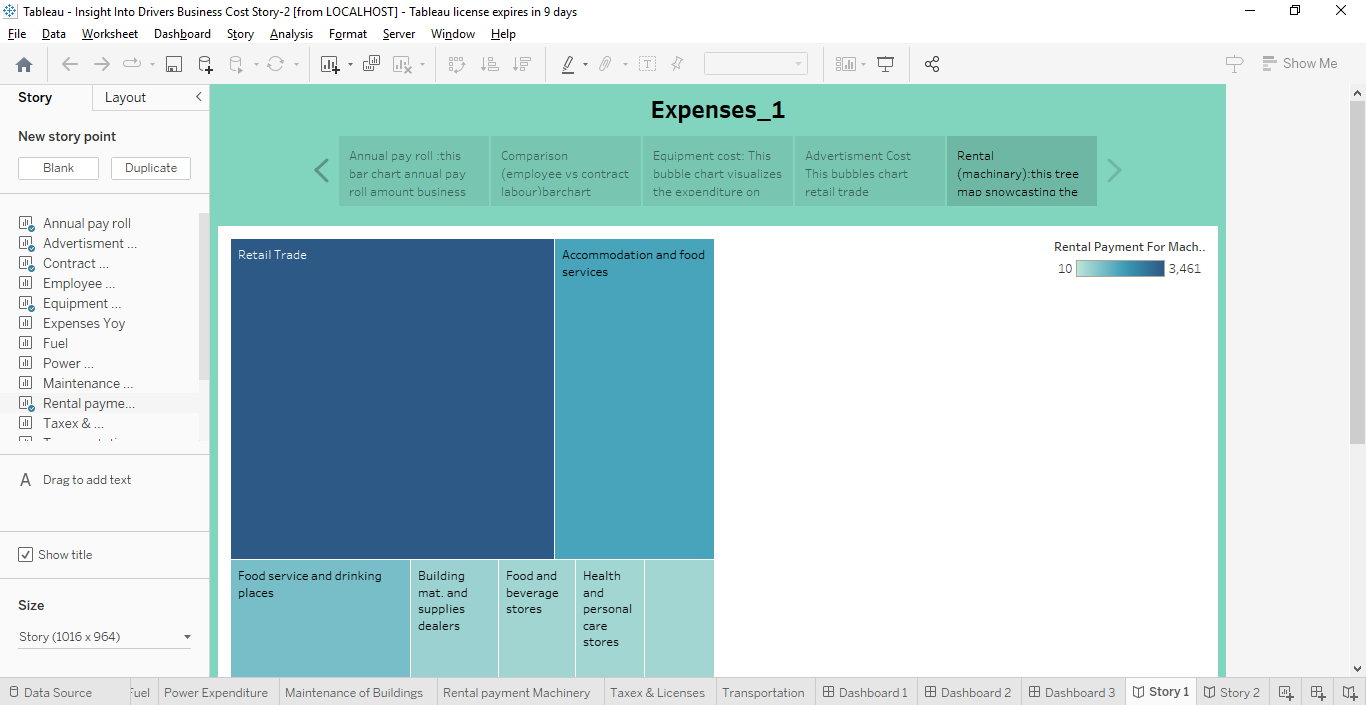 Tableau - Insight Into Drivers Business Cost Story-2 [from LOCALHOST] - Tableau license expires in 9 days
File Data Worksheet Dashboard Story Analysis Format Server Window Help
Show Me
Story Layout
New story point
Blank Duplicate
Annual pay roll
Advertisment ...
Contract ...
Employee ...
Equipment ...
Expenses Yoy
Fuel
Power ...
Maintenance ...
Rental payme...
Taxex & ...
A Drag to add text
Show title
Size
Story (1016 x 964)
Expenses_1
Annual pay roll :this
bar chart annual pay
roll amount business
Comparison
(employee vs contract
labour)barchart
Equipment cost: This
bubble chart visualizes
the expenditure on
Advertisment Cost
This bubbles chart
retail trade
Rental
(machinary):this tree
map snowcasting the
Retail Trade
Accommodation and food
services
Food service and drinking
places
Building
mat. and
supplies
dealers
Food and
beverage
stores
Health
and
personal
care
stores
Rental Payment For Mach..
10 3,461
Data Source Fuel Power Expenditure Maintenance of Buildings Rental payment Machinery Taxex & Licenses Transportation Dashboard 1 Dashboard 2 Dashboard 3 Story 1 Story 2